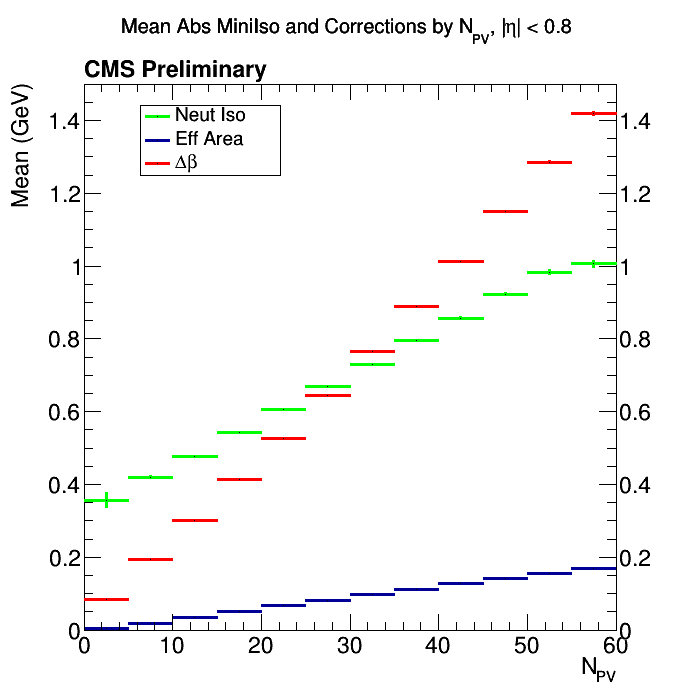 Mean Abs MiniIso and Corrections by N_PV, |η| < 0.8
CMS Preliminary
Mean (GeV)
Neut Iso
Eff Area
Δβ
1.4
1.2
1
0.8
0.6
0.4
0.2
0
1.4
1.2
1
0.8
0.6
0.4
0.2
0
0 10 20 30 40 50 60
N_PV